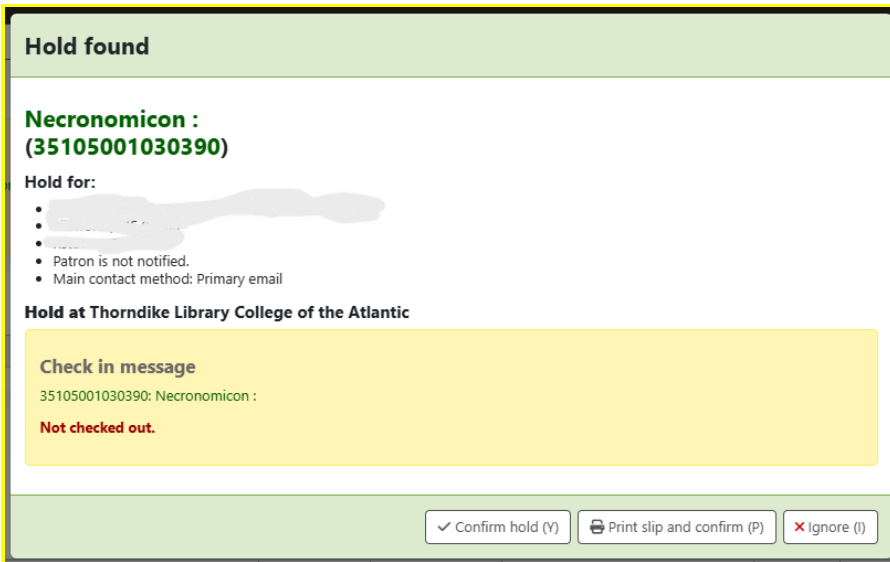 Hold found
Necronomicon :
(35105001030390)
Hold for:
Patron is not notified.
Main contact method: Primary email
Hold at Thorndike Library College of the Atlantic
Check in message
35105001030390: Necronomicon :
Not checked out.
Confirm hold (Y)
Print slip and confirm (P)
Ignore (I)